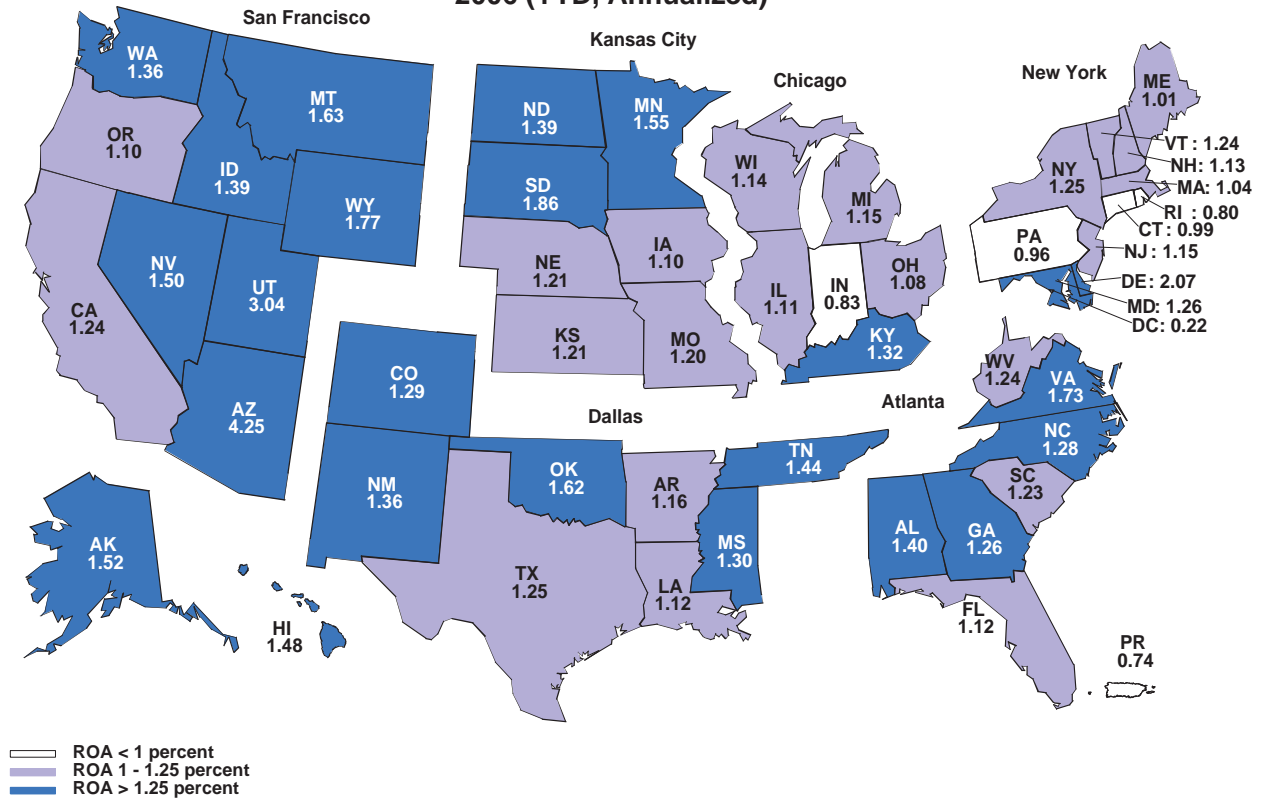 (YTD, Annualized)
San Francisco
Kansas City
Chicago
New York
Dallas
Atlanta
WA
1.36
MT
1.63
OR
1.10
ID
1.39
WY
1.77
NV
1.50
UT
3.04
CA
1.24
AZ
4.25
AK
1.52
HI
1.48
ND
1.39
MN
1.55
SD
1.86
NE
1.21
IA
1.10
KS
1.21
MO
1.20
WI
1.14
MI
1.15
IL
1.11
IN
0.83
OH
1.08
KY
1.32
ME
1.01
VT : 1.24
NH: 1.13
MA: 1.04
RI : 0.80
CT: 0.99
NJ: 1.15
NY
1.25
PA
0.96
DE: 2.07
MD: 1.26
DC: 0.22
CO
1.29
NM
1.36
OK
1.62
TX
1.25
AR
1.16
LA
1.12
TN
1.44
MS
1.30
WV
1.24
VA
1.73
NC
1.28
SC
1.23
AL
1.40
GA
1.26
FL
1.12
PR
0.74
ROA < 1 percent
ROA 1 - 1.25 percent
ROA > 1.25 percent